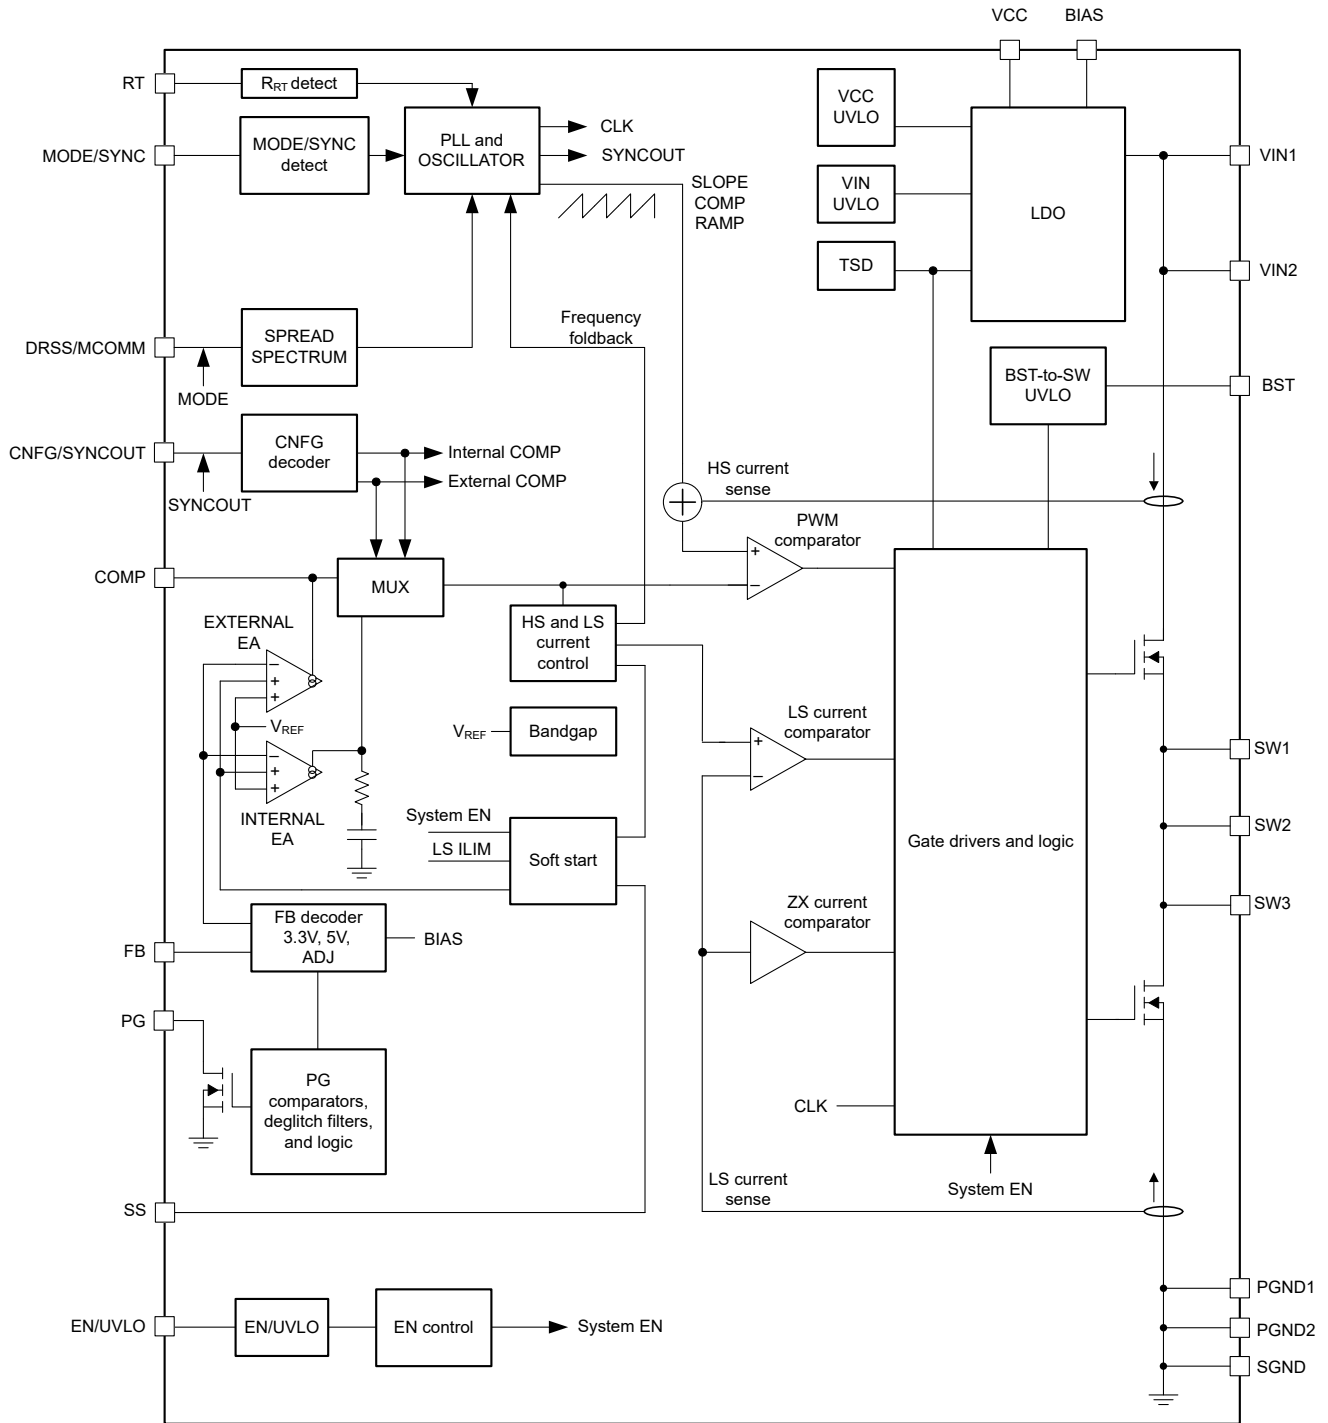 VCC
BIAS
RT
RRT detect
VCC
UVLO
MODE/SYNC
MODE/SYNC
detect
PLL and
OSCILLATOR
CLK
SYNCOUT
SLOPE
COMP
RAMP
VIN
UVLO
LDO
VIN1
TSD
VIN2
DRSS/MCOMM
MODE
SPREAD
SPECTRUM
Frequency
foldback
BST-to-SW
UVLO
BST
CNFG/SYNCOUT
SYNCOUT
CNFG
decoder
Internal COMP
External COMP
HS current
sense
+
PWM
comparator
+
−
COMP
MUX
EXTERNAL
EA
−
+
+
HS and LS
current
control
VREF
VREF
Bandgap
−
+
+
INTERNAL
EA
LS current
comparator
+
−
SW1
System EN
LS ILIM
Soft start
Gate drivers and logic
SW2
ZX current
comparator
SW3
FB
FB decoder
3.3V, 5V,
ADJ
BIAS
PG
PG
comparators,
deglitch filters,
and logic
CLK
System EN
LS current
sense
SS
EN/UVLO
EN/UVLO
EN control
System EN
PGND1
PGND2
SGND